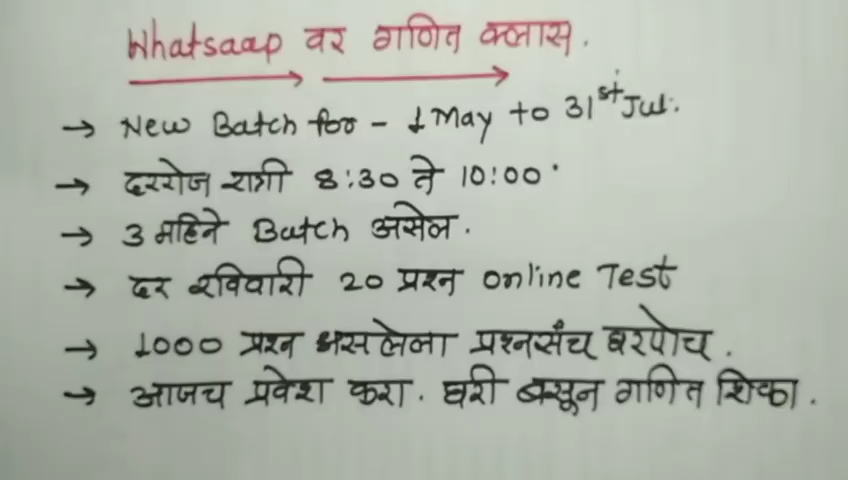 Whatsaap वर गणित क्लास.
→ New Batch for - 1 May to 31st Jul.
→ दररोज रात्री 8:30 ते 10:00.
→ 3 महिने Batch असेल.
→ दर रविवारी 20 प्रश्न online Test
→ 1000 प्रश्न असलेला प्रश्नसंच घरपोच.
→ आजच प्रवेश करा. घरी बसून गणित शिका.